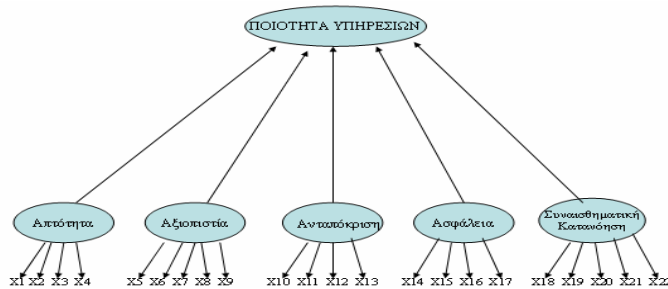 ΠΟΙΟΤΗΤΑ ΥΠΗΡΕΣΙΩΝ
Απτότητα
Αξιοπιστία
Ανταπόκριση
Ασφάλεια
Συναισθηματική
Κατανόηση
X1 X2 X3 X4 X5 X6 X7 X8 X9 X10 X11 X12 X13 X14 X15 X16 X17 X18 X19 X20 X21 X22